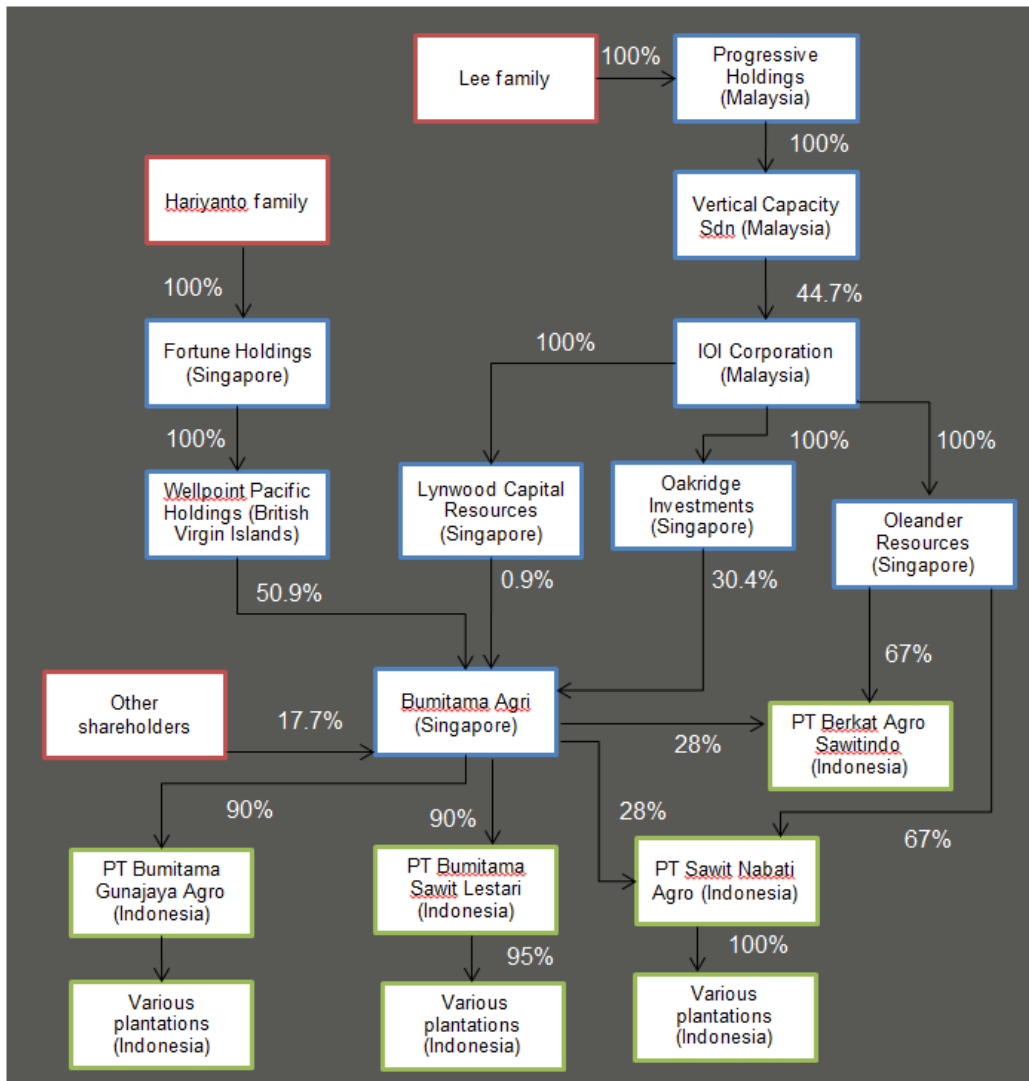 Lee family
100%
Progressive
Holdings
(Malaysia)
100%
Hariyanto family
Vertical Capacity
Sdn (Malaysia)
100%
44.7%
Fortune Holdings
(Singapore)
100%
IOI Corporation
(Malaysia)
100%
100%
100%
Wellpoint Pacific
Holdings (British
Virgin Islands)
Lynwood Capital
Resources
(Singapore)
Oakridge
Investments
(Singapore)
Oleander
Resources
(Singapore)
50.9%
0.9%
30.4%
67%
Other
shareholders
17.7%
Bumitama Agri
(Singapore)
28%
PT Berkat Agro
Sawitindo
(Indonesia)
90%
90%
28%
67%
PT Bumitama
Gunajaya Agro
(Indonesia)
PT Bumitama
Sawit Lestari
(Indonesia)
PT Sawit Nabati
Agro (Indonesia)
95%
100%
Various
plantations
(Indonesia)
Various
plantations
(Indonesia)
Various
plantations
(Indonesia)